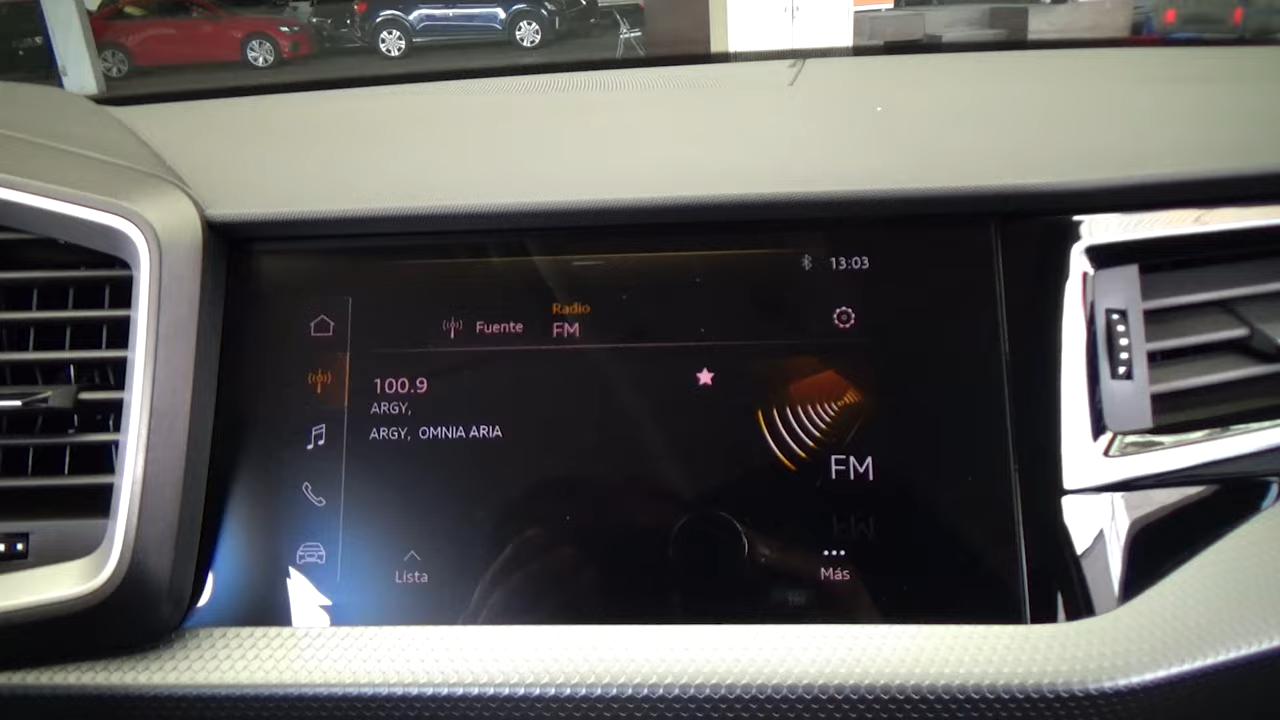 13:03
Radio
Fuente FM
100.9
ARGY,
ARGY, OMNIA ARIA
FM
Lista
Más